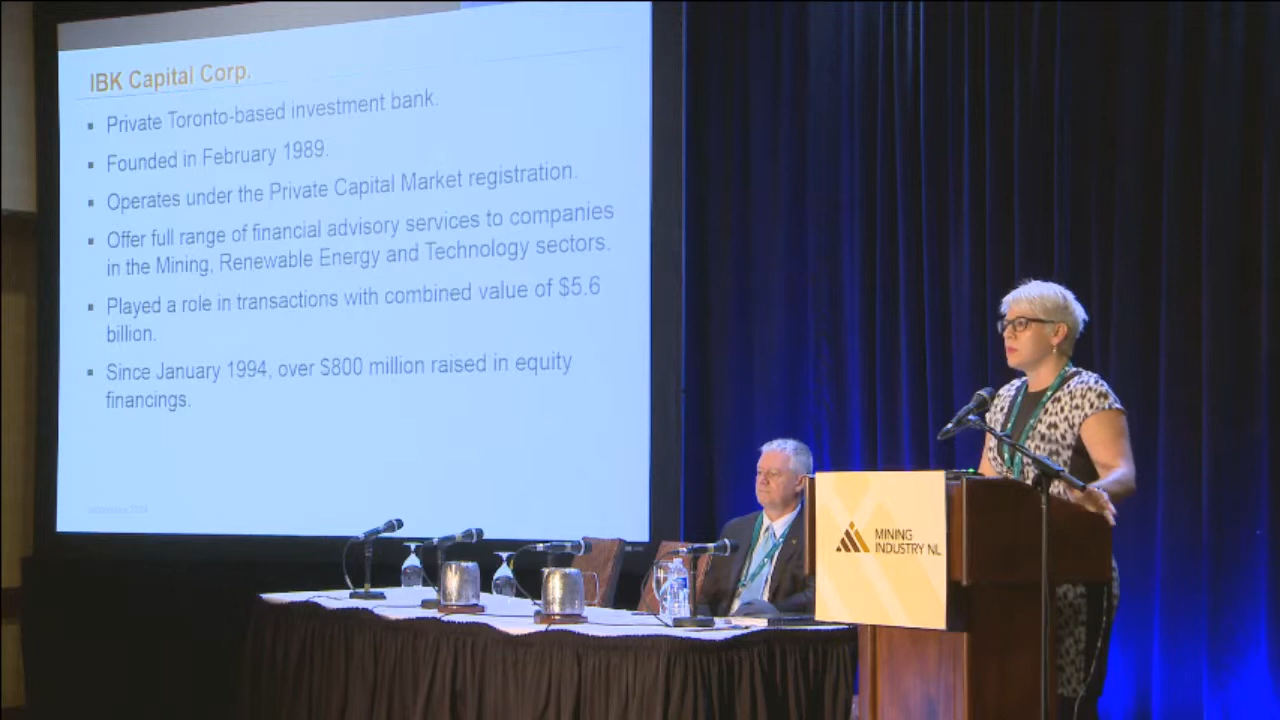 IBK Capital Corp.
▪ Private Toronto-based investment bank.
▪ Founded in February 1989.
▪ Operates under the Private Capital Market registration.
▪ Offer full range of financial advisory services to companies
in the Mining, Renewable Energy and Technology sectors.
▪ Played a role in transactions with combined value of $5.6
billion.
▪ Since January 1994, over $800 million raised in equity
financings.
MINING
INDUSTRY NL